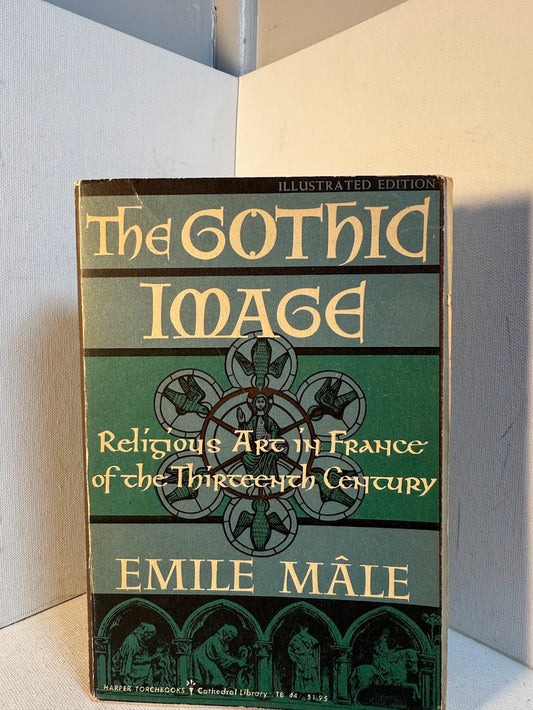 ILLUSTRATED EDITION
The GOThIC
IMAGE
Religious Art in France
of the Thirteenth Century
EMILE MÂLE
HARPER TORCHBOOKS Cathedral Library TB 44 $1.95